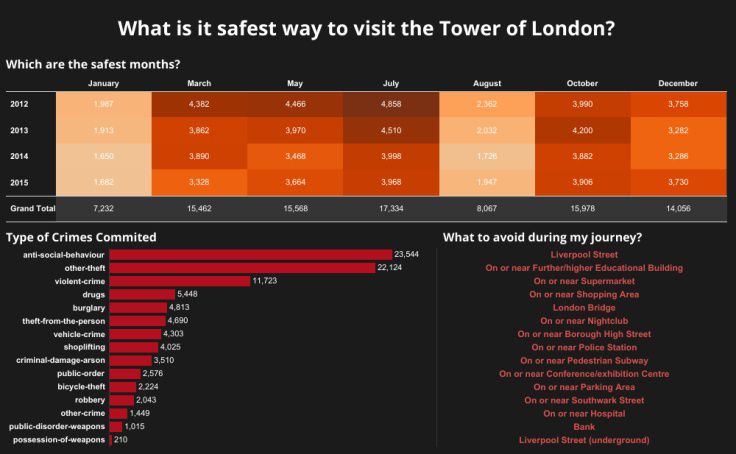 What is it safest way to visit the Tower of London?
Which are the safest months?
January March May July August October December
2012 1,987 4,382 4,466 4,858 2,362 3,990 3,758
2013 1,913 3,862 3,970 4,510 2,032 4,200 3,282
2014 1,650 3,890 3,468 3,998 1,726 3,882 3,286
2015 1,682 3,328 3,664 3,968 1,947 3,906 3,730
Grand Total 7,232 15,462 15,568 17,334 8,067 15,978 14,056
Type of Crimes Commited
anti-social-behaviour 23,544
other-theft 22,124
violent-crime 11,723
drugs 5,448
burglary 4,813
theft-from-the-person 4,690
vehicle-crime 4,303
shoplifting 4,025
criminal-damage-arson 3,510
public-order 2,576
bicycle-theft 2,224
robbery 2,043
other-crime 1,449
public-disorder-weapons 1,015
possession-of-weapons 210
What to avoid during my journey?
Liverpool Street
On or near Further/higher Educational Building
On or near Supermarket
On or near Shopping Area
London Bridge
On or near Nightclub
On or near Borough High Street
On or near Police Station
On or near Pedestrian Subway
On or near Conference/exhibition Centre
On or near Parking Area
On or near Southwark Street
On or near Hospital
Bank
Liverpool Street (underground)